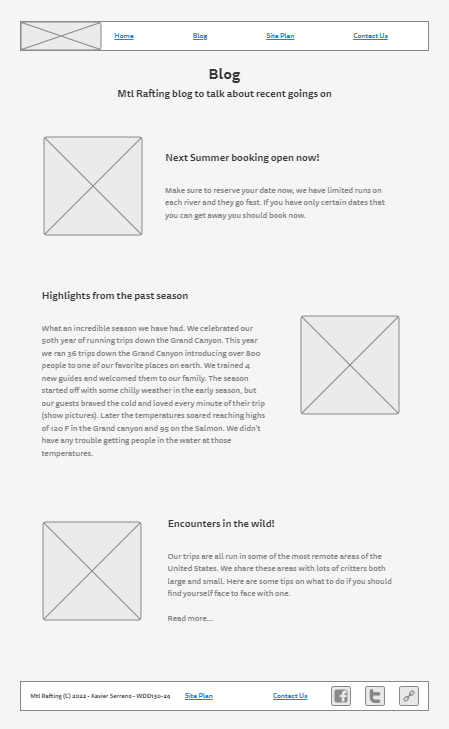 Home Blog Site Plan Contact Us
Blog
Mtl Rafting blog to talk about recent goings on
Next Summer booking open now!
Make sure to reserve your date now, we have limited runs on
each river and they go fast. If you have only certain dates that
you can get away you should book now.
Highlights from the past season
What an incredible season we have had. We celebrated our
50th year of running trips down the Grand Canyon. This year
we ran 36 trips down the Grand Canyon introducing over 800
people to one of our favorite places on earth. We trained 4
new guides and welcomed them to our family. The season
started off with some chilly weather in the early season, but
our guests braved the cold and loved every minute of their trip
(show pictures). Later the temperatures soared reaching highs
of 120 F in the Grand canyon and 95 on the Salmon. We didn't
have any trouble getting people in the water at those
temperatures.
Encounters in the wild!
Our trips are all run in some of the most remote areas of the
United States. We share these areas with lots of critters both
large and small. Here are some tips on what to do if you should
find yourself face to face with one.
Read more...
Mtl Rafting (C) 2022 - Xavier Serrano - WDD130-26 Site Plan Contact Us